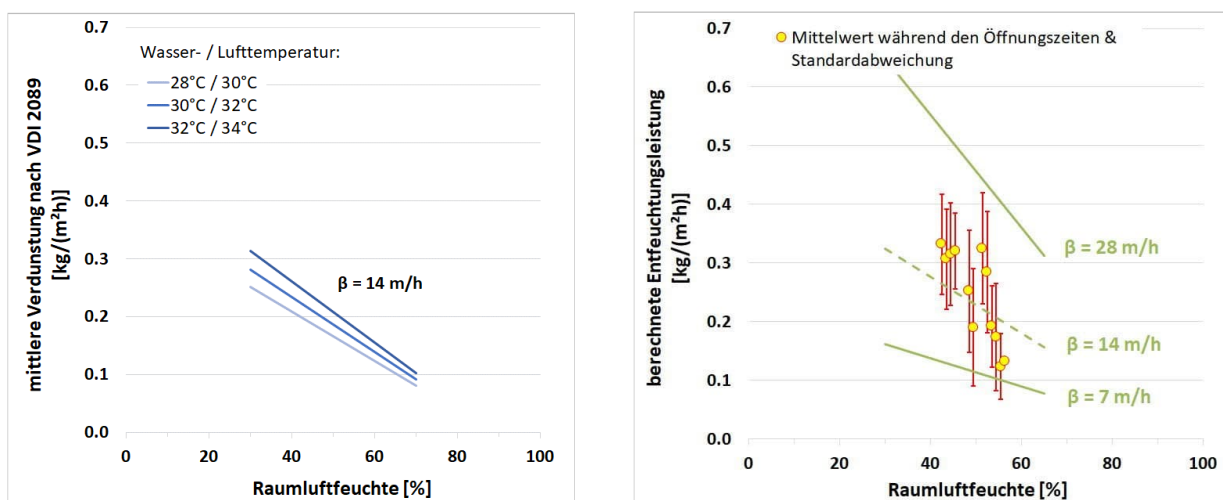 mittlere Verdunstung nach VDI 2089
[kg/(m²h)]
0.7
0.6
0.5
0.4
0.3
0.2
0.1
0.0
Wasser- / Lufttemperatur:
28°C / 30°C
30°C / 32°C
32°C / 34°C
β = 14 m/h
0
20
40
60
80
100
Raumluftfeuchte [%]
berechnete Entfeuchtungsleistung
[kg/(m²h)]
0.7
0.6
0.5
0.4
0.3
0.2
0.1
0.0
Mittelwert während den Öffnungszeiten &
Standardabweichung
β = 28 m/h
β = 14 m/h
β = 7 m/h
0
20
40
60
80
100
Raumluftfeuchte [%]